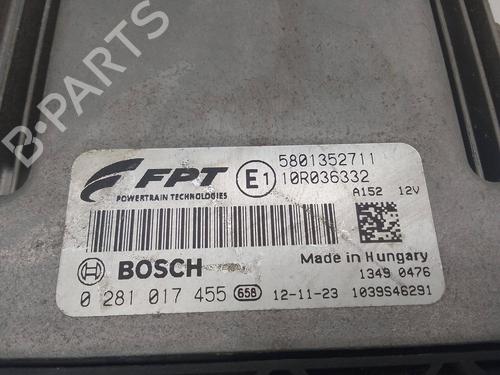 FPT
POWERTRAIN TECHNOLOGIES
E1
5801352711
10R036332
A152 12V
BOSCH
Made in Hungary
1349 0476
0 281 017 455 658 12-11-23 1039S46291
B-PARTS